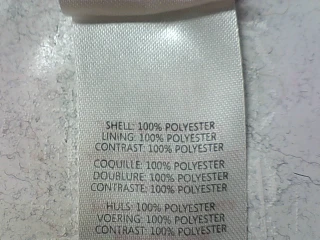 SHELL: 100% POLYESTER
LINING: 100% POLYESTER
CONTRAST: 100% POLYESTER
COQUILLE: 100% POLYESTER
DOUBLURE: 100% POLYESTER
CONTRASTE: 100% POLYESTER
HULS: 100% POLYESTER
VOERING: 100% POLYESTER
CONTRAST: 100% POLYESTER